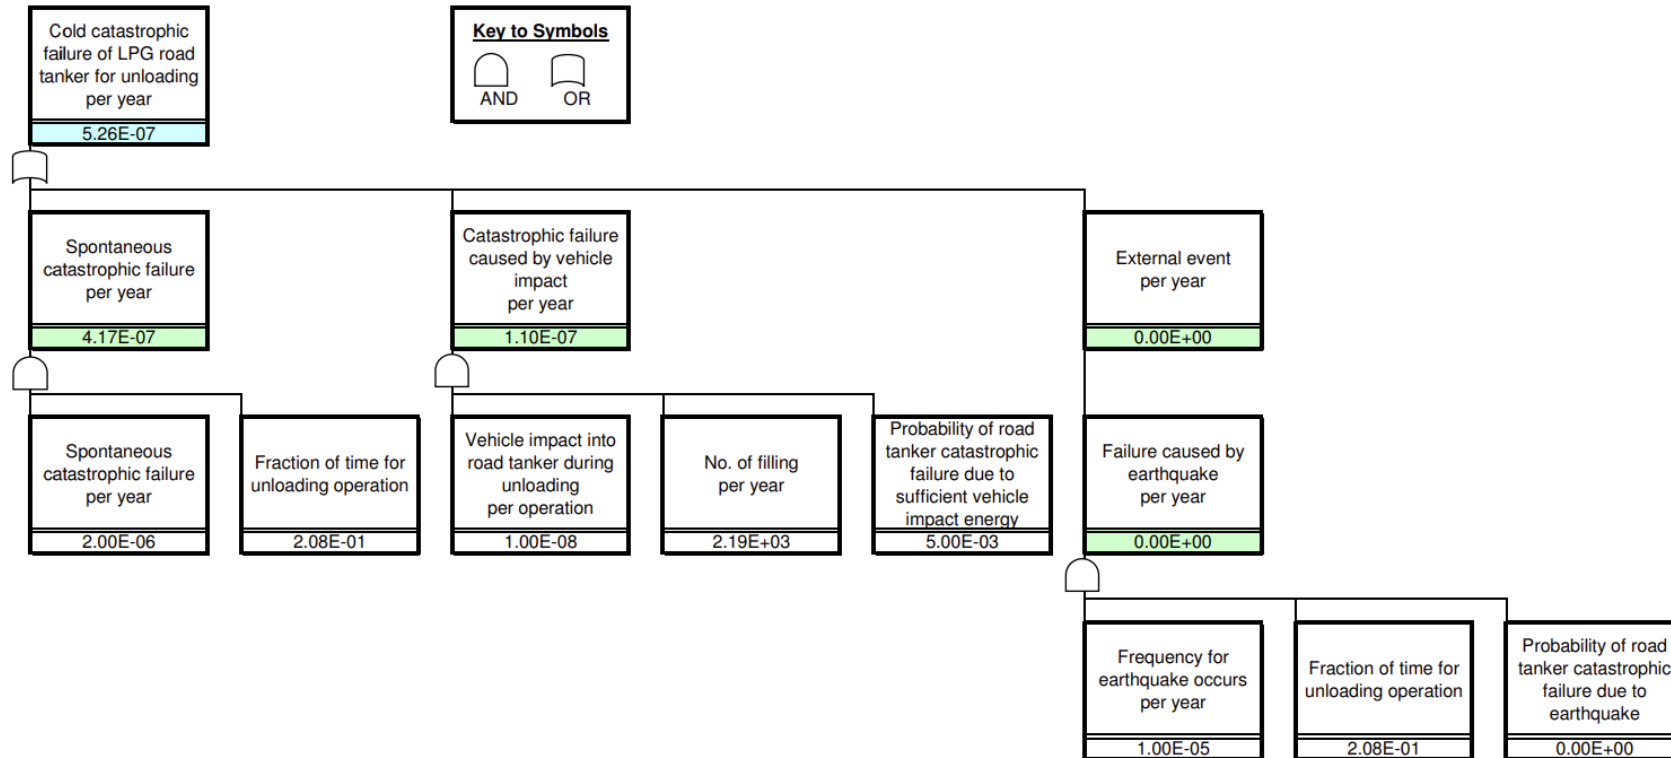 Cold catastrophic
failure of LPG road
tanker for unloading
per year
5.26E-07
Key to Symbols
AND OR
Spontaneous
catastrophic failure
per year
4.17E-07
Catastrophic failure
caused by vehicle
impact
per year
1.10E-07
External event
per year
0.00E+00
Spontaneous
catastrophic failure
per year
2.00E-06
Fraction of time for
unloading operation
2.08E-01
Vehicle impact into
road tanker during
unloading
per operation
1.00E-08
No. of filling
per year
2.19E+03
Probability of road
tanker catastrophic
failure due to
sufficient vehicle
impact energy
5.00E-03
Failure caused by
earthquake
per year
0.00E+00
Frequency for
earthquake occurs
per year
1.00E-05
Fraction of time for
unloading operation
2.08E-01
Probability of road
tanker catastrophic
failure due to
earthquake
0.00E+00